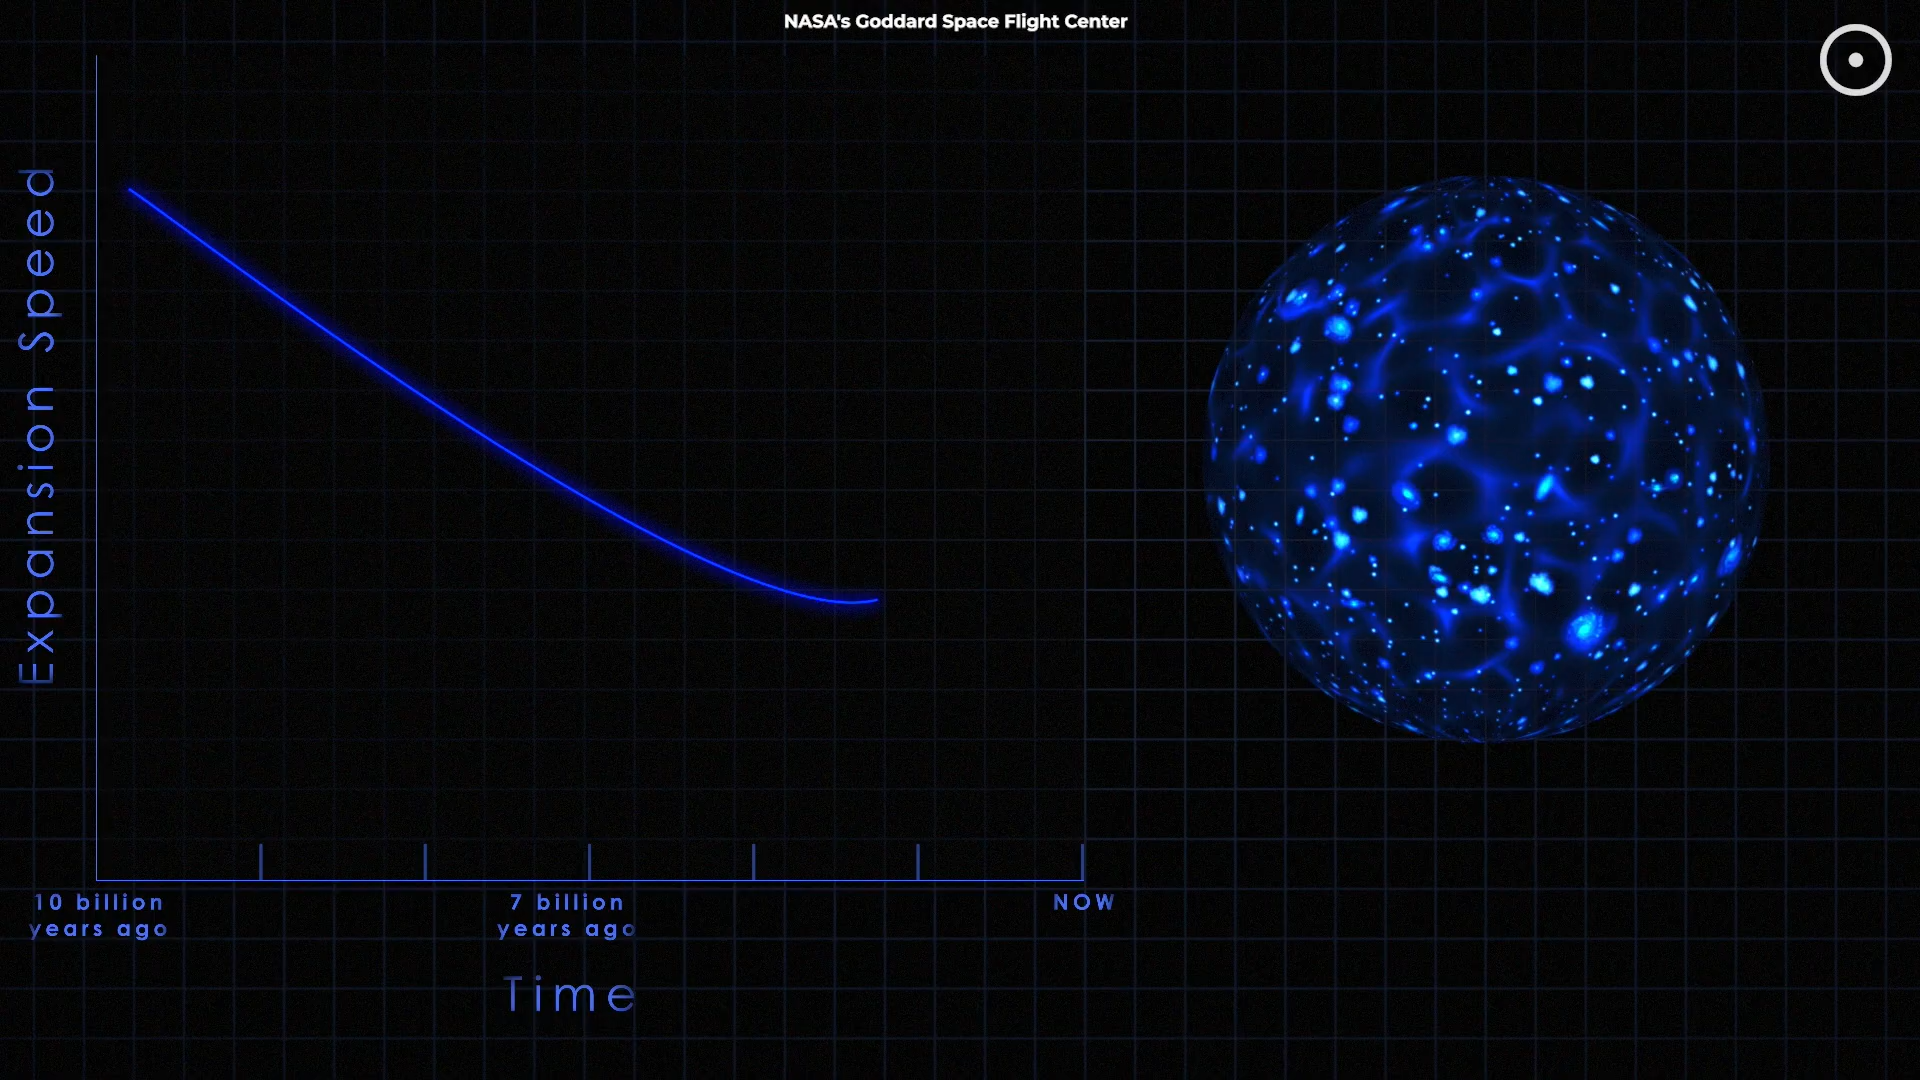 NASA's Goddard Space Flight Center
Expansion Speed
10 billion
years ago
7 billion
years ago
NOW
Time